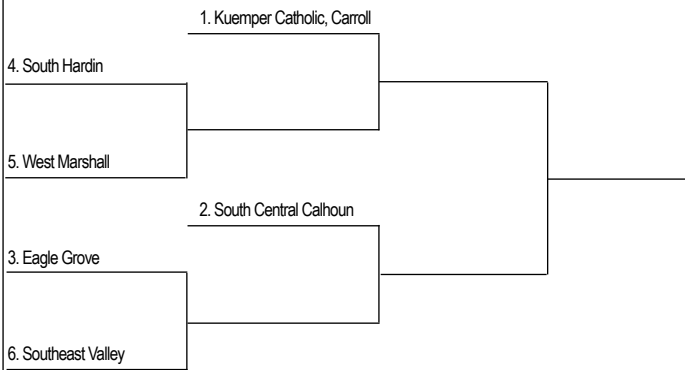 1. Kuemper Catholic, Carroll
4. South Hardin
5. West Marshall
2. South Central Calhoun
3. Eagle Grove
6. Southeast Valley